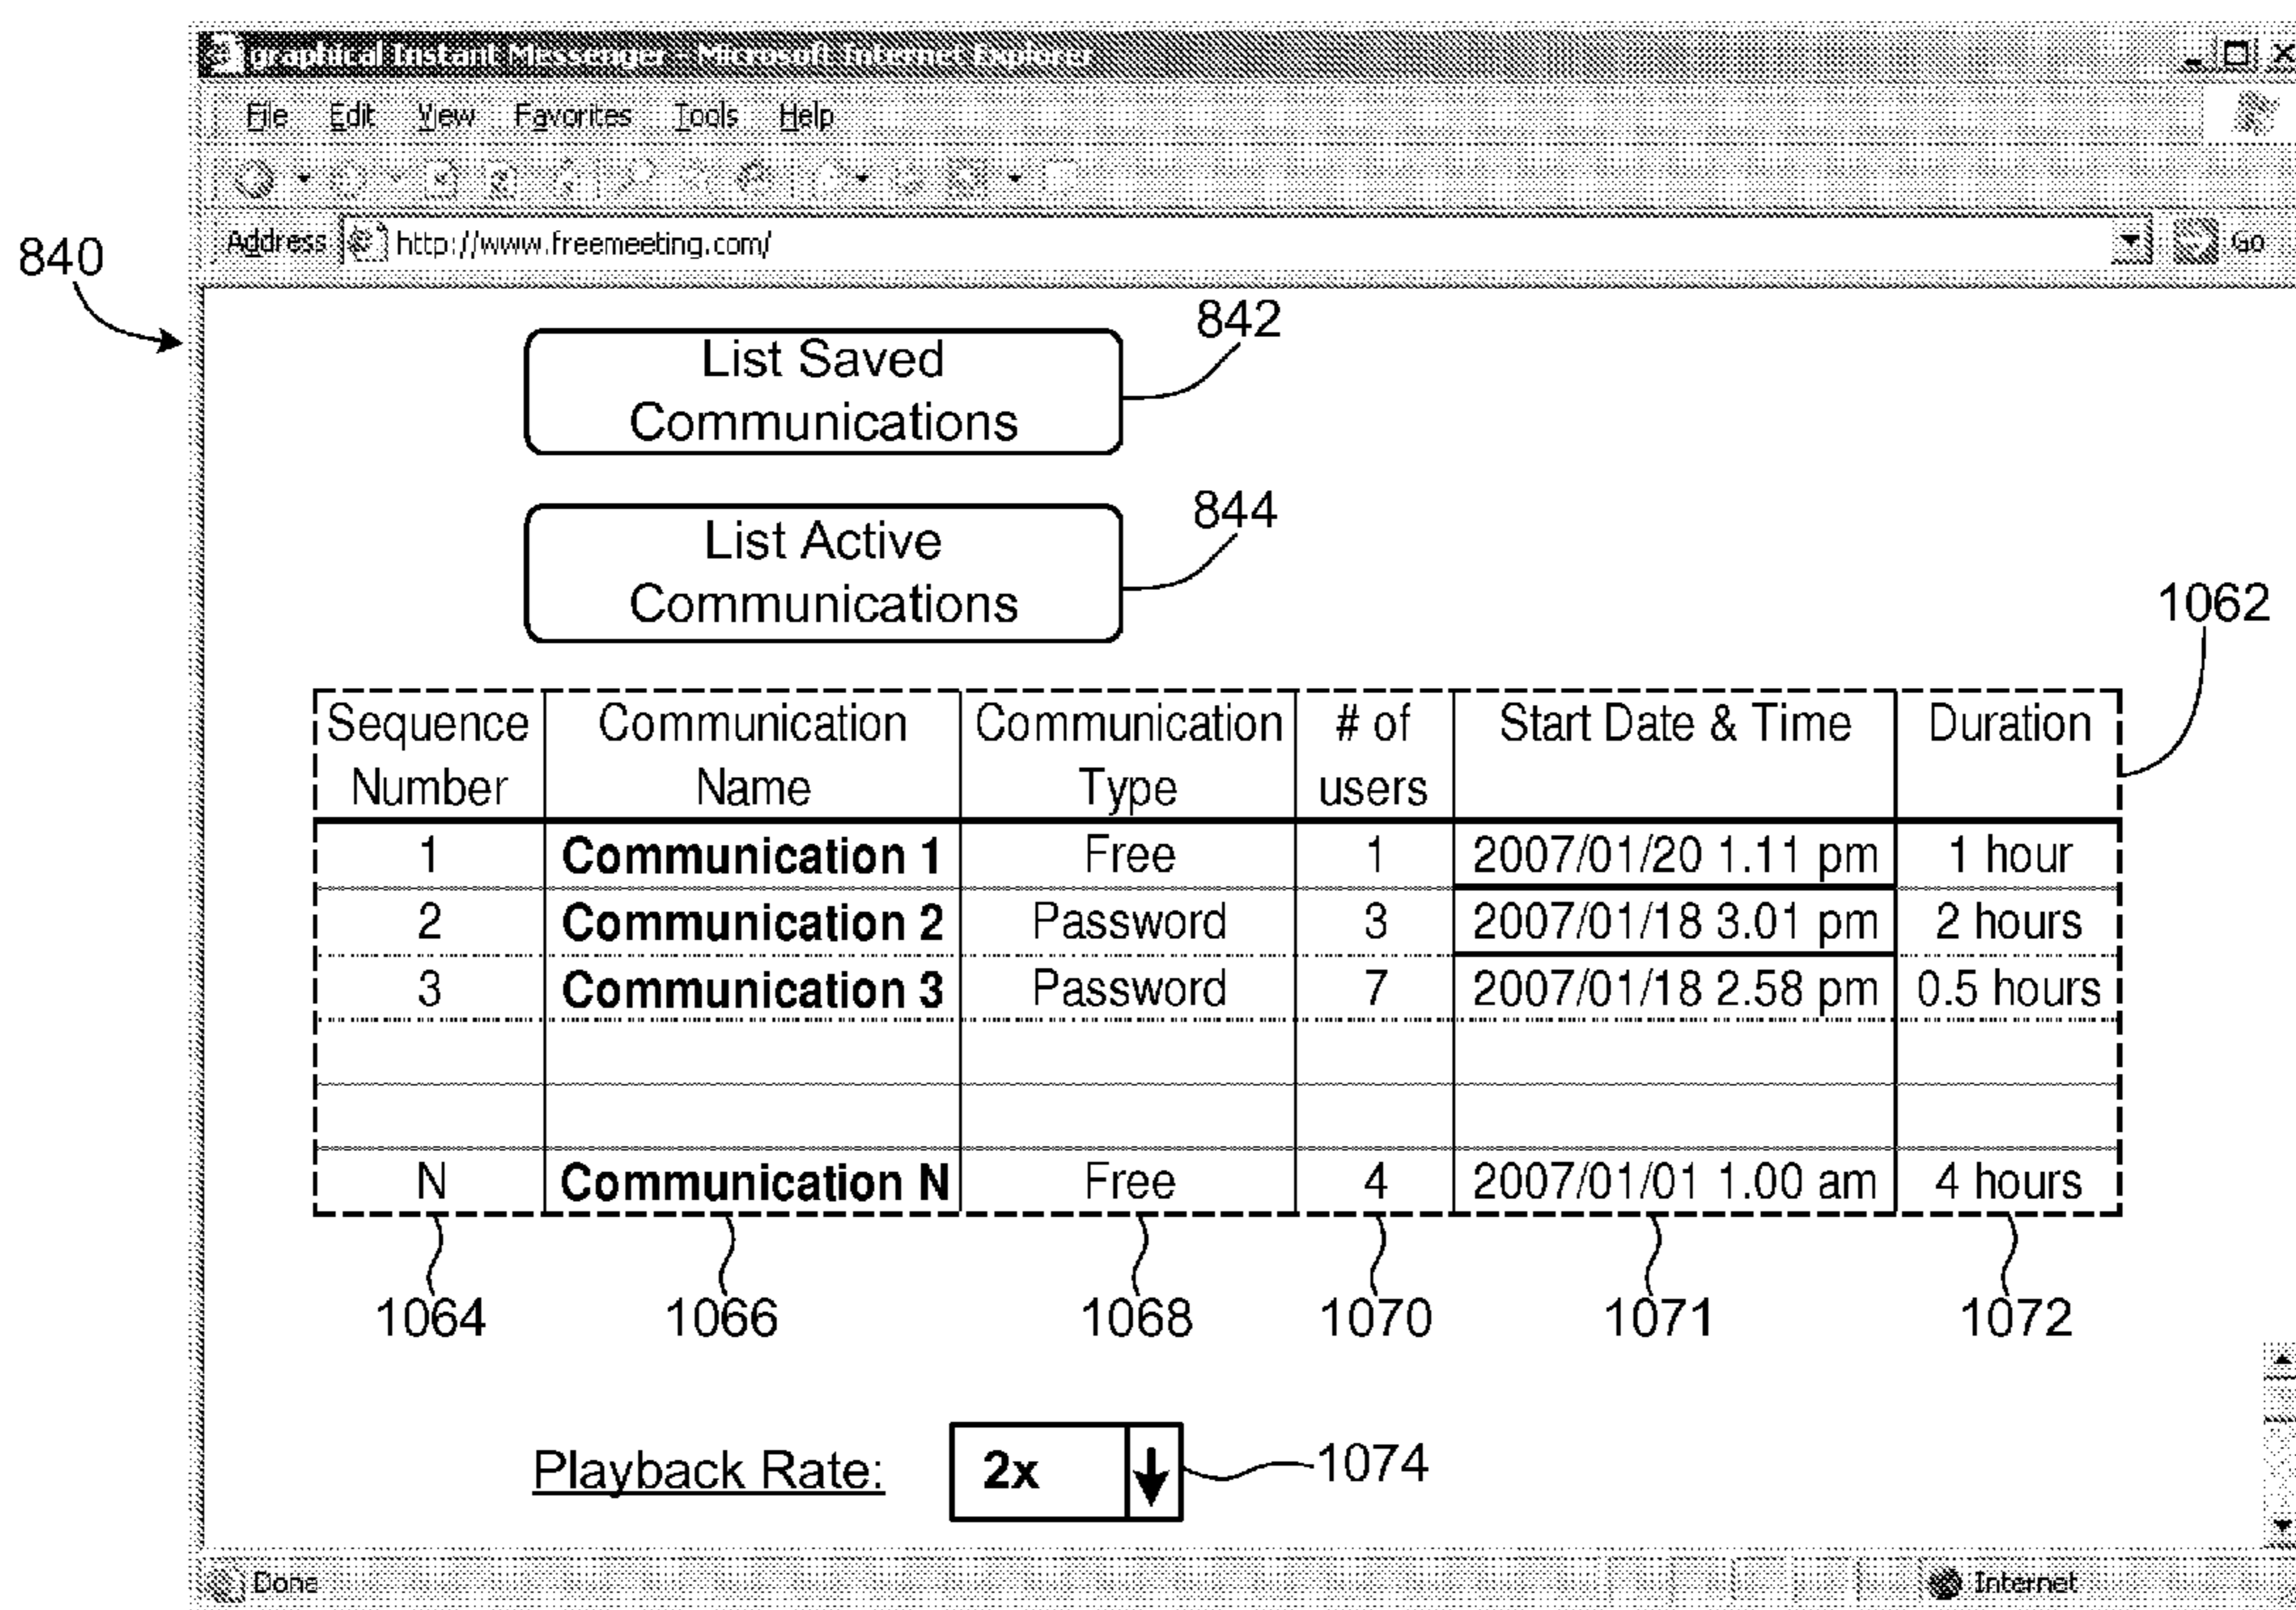 graphical Instant Messenger - Microsoft Internet Explorer
File Edit View Favorites Tools Help
Address http://www.freemeeting.com/ Go
840
List Saved
Communications
842
List Active
Communications
844
1062
Sequence Communication Communication # of Start Date & Time Duration
Number Name Type users
1 Communication 1 Free 1 2007/01/20 1.11 pm 1 hour
2 Communication 2 Password 3 2007/01/18 3.01 pm 2 hours
3 Communication 3 Password 7 2007/01/18 2.58 pm 0.5 hours
N Communication N Free 4 2007/01/01 1.00 am 4 hours
1064 1066 1068 1070 1071 1072
Playback Rate: 2x 1074
Done Internet